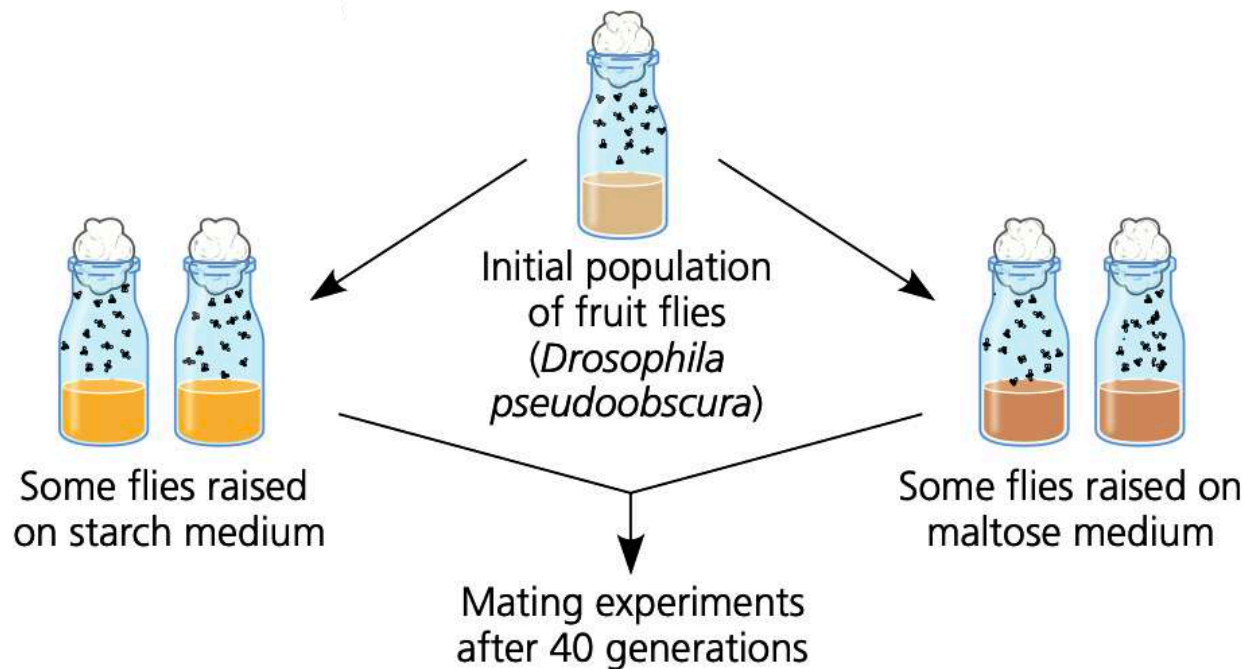 Initial population
of fruit flies
(Drosophila
pseudoobscura)
Some flies raised
on starch medium
Some flies raised on
maltose medium
Mating experiments
after 40 generations